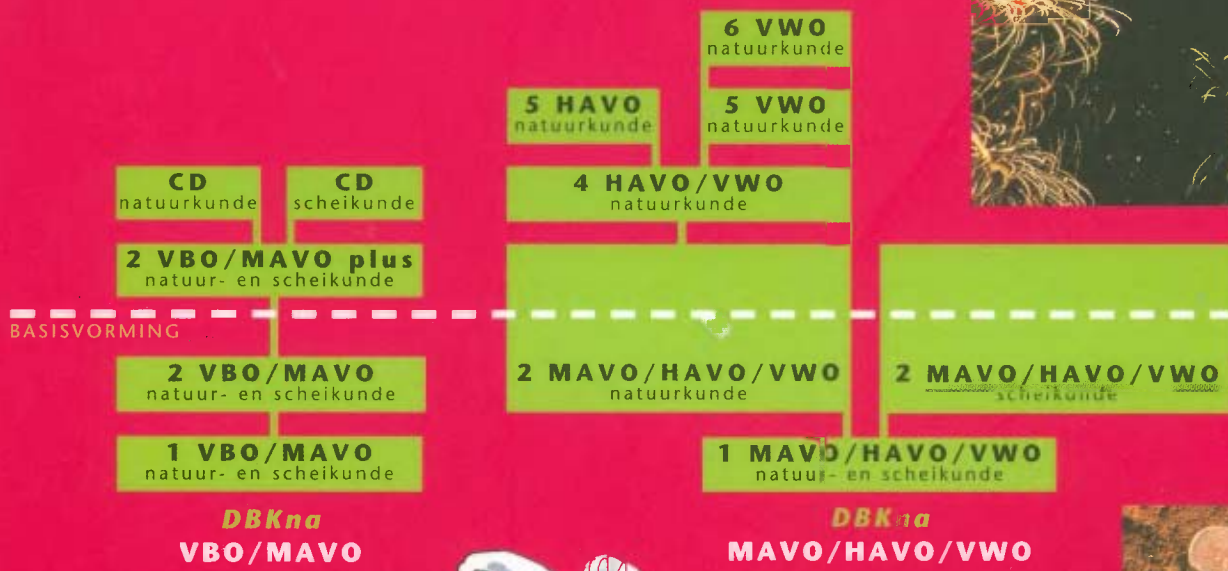 6 VWO
natuurkunde
5 HAVO
natuurkunde
5 VWO
natuurkunde
CD
natuurkunde
CD
scheikunde
4 HAVO/VWO
natuurkunde
2 VBO/MAVO plus
natuur- en scheikunde
BASISVORMING
2 VBO/MAVO
natuur- en scheikunde
2 MAVO/HAVO/VWO
natuurkunde
2 MAVO/HAVO/VWO
scheikunde
1 VBO/MAVO
natuur- en scheikunde
1 MAVO/HAVO/VWO
natuur- en scheikunde
DBKna
VBO/MAVO
DBKna
MAVO/HAVO/VWO